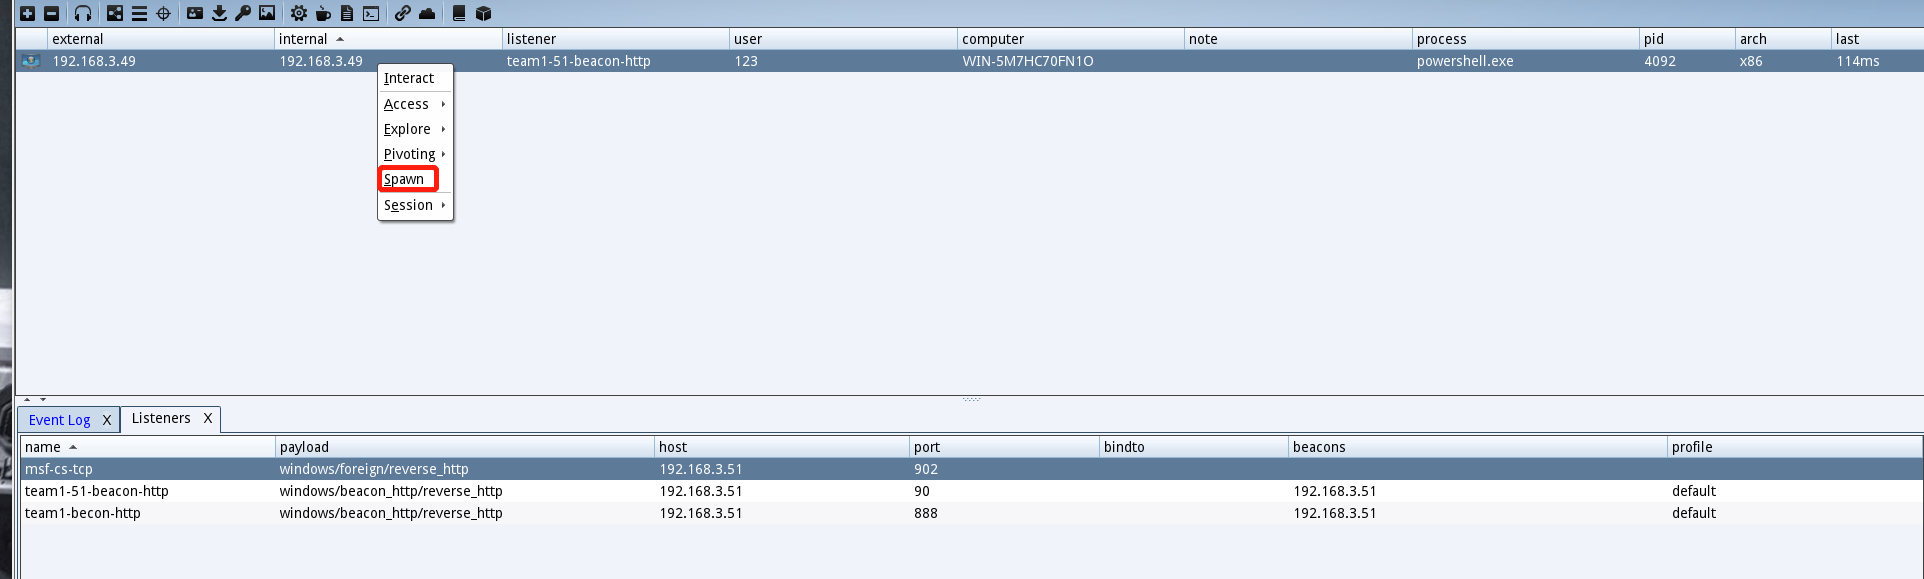 external internal listener user computer note process pid arch last
192.168.3.49 192.168.3.49 team1-51-beacon-http 123 WIN-5M7HC70FN1O powershell.exe 4092 x86 114ms
Interact
Access
Explore
Pivoting
Spawn
Session
Event Log X Listeners X
name payload host port bindto beacons profile
msf-cs-tcp windows/foreign/reverse_http 192.168.3.51 902
team1-51-beacon-http windows/beacon_http/reverse_http 192.168.3.51 90 192.168.3.51 default
team1-becon-http windows/beacon_http/reverse_http 192.168.3.51 888 192.168.3.51 default